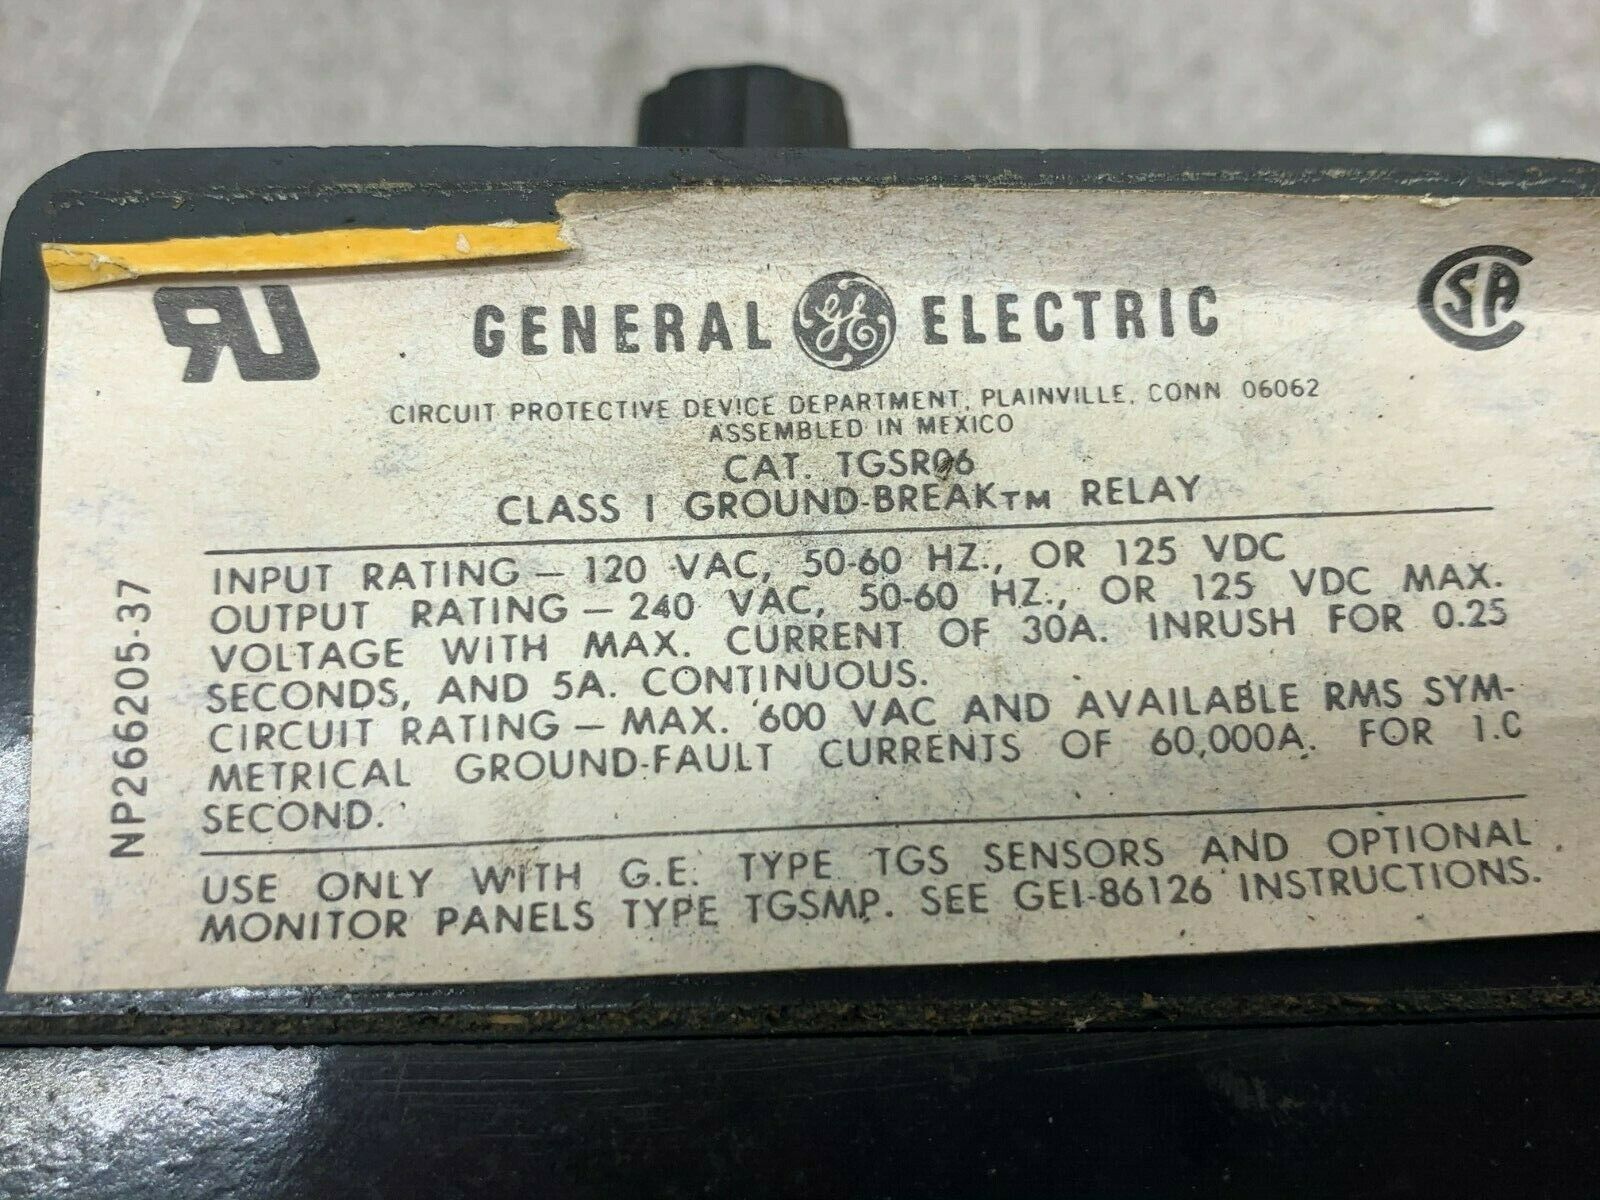 RU
GENERAL GE ELECTRIC
CSA
CIRCUIT PROTECTIVE DEVICE DEPARTMENT, PLAINVILLE, CONN 06062
ASSEMBLED IN MEXICO
CAT. TGSR06
CLASS I GROUND-BREAK™ RELAY
INPUT RATING — 120 VAC, 50-60 HZ., OR 125 VDC
OUTPUT RATING — 240 VAC, 50-60 HZ., OR 125 VDC MAX.
VOLTAGE WITH MAX. CURRENT OF 30A. INRUSH FOR 0.25
SECONDS, AND 5A. CONTINUOUS.
CIRCUIT RATING — MAX. 600 VAC AND AVAILABLE RMS SYM-
METRICAL GROUND-FAULT CURRENTS OF 60,000A. FOR 1.C
SECOND.
USE ONLY WITH G.E. TYPE TGS SENSORS AND OPTIONAL
MONITOR PANELS TYPE TGSMP. SEE GEI-86126 INSTRUCTIONS.
NP266205-37